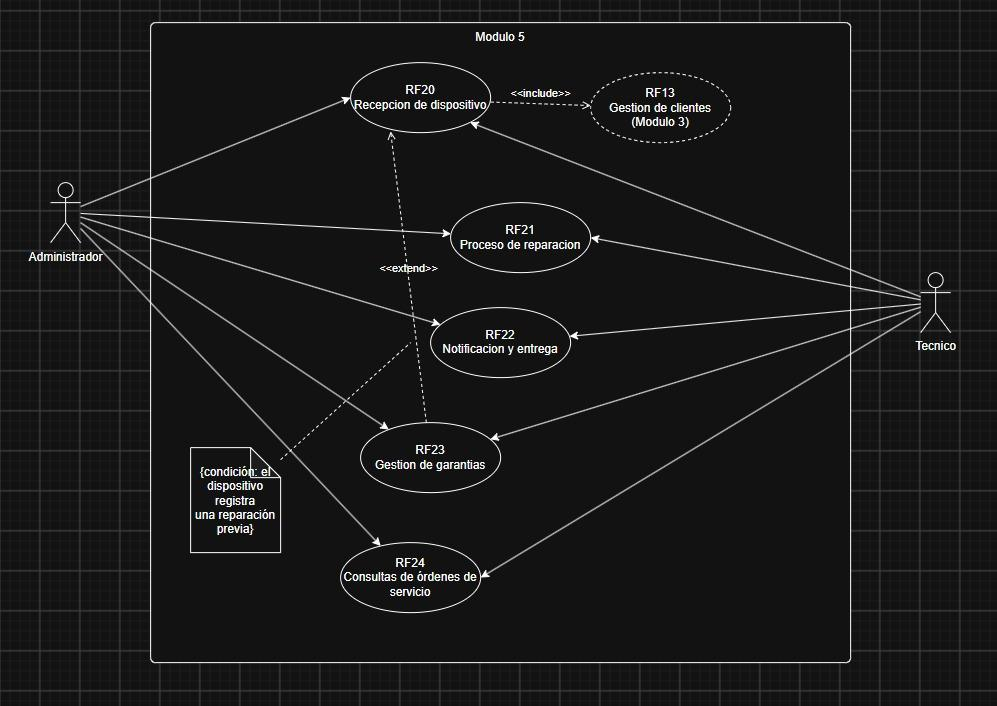 Modulo 5
RF20
Recepcion de dispositivo
<<include>>
RF13
Gestion de clientes
(Modulo 3)
Administrador
RF21
Proceso de reparacion
<<extend>>
Tecnico
RF22
Notificacion y entrega
RF23
Gestion de garantias
{condición: el
dispositivo
registra
una reparación
previa}
RF24
Consultas de órdenes de
servicio